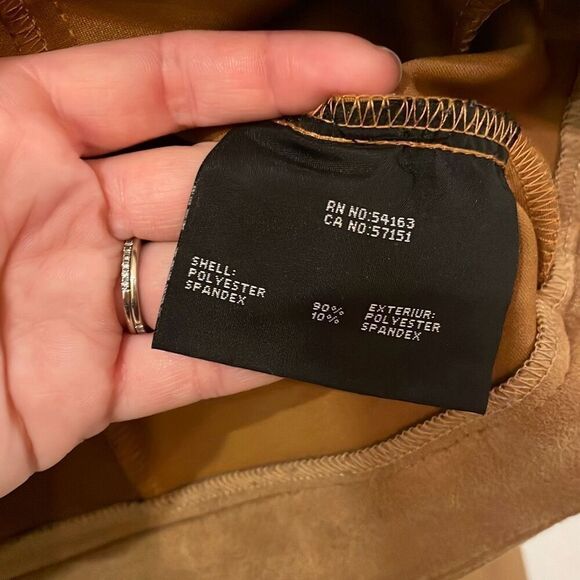 RN NO:54163
CA NO:57151
SHELL:
POLYESTER 90%
SPANDEX 10%
EXTERIUR:
POLYESTER
SPANDEX